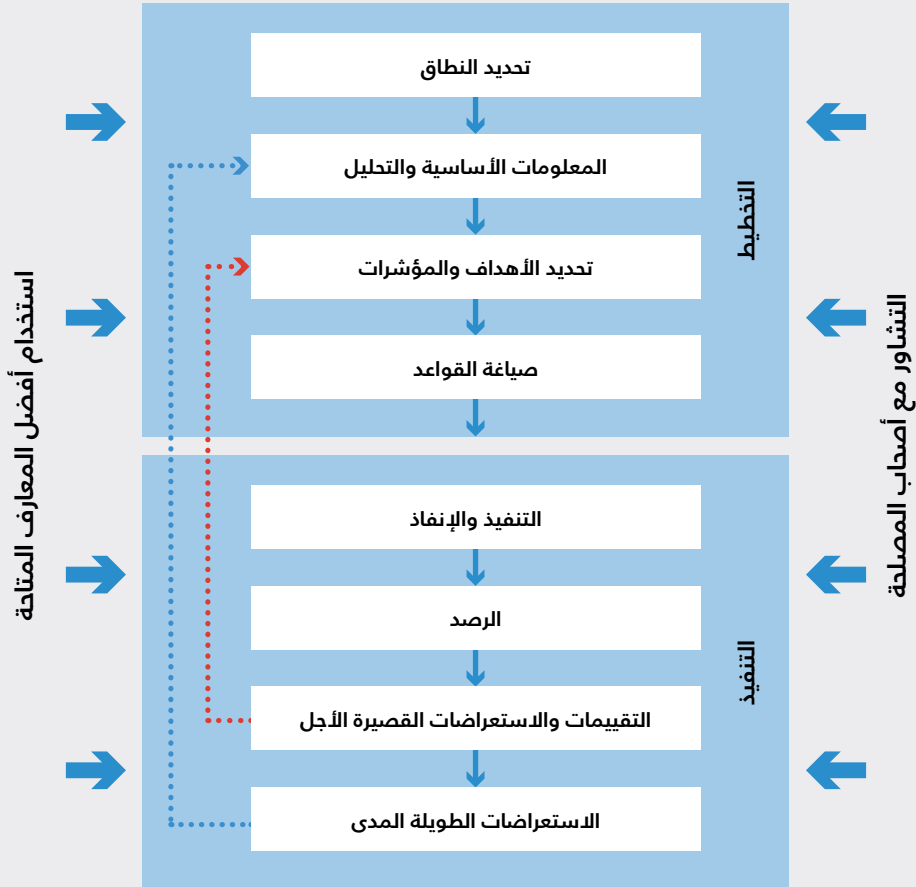 تحديد النطاق
المعلومات الأساسية والتحليل
تحديد الأهداف والمؤشرات
صياغة القواعد
التخطيط
التنفيذ والإنفاذ
الرصد
التقييمات والاستعراضات القصيرة الأجل
الاستعراضات الطويلة المدى
التنفيذ
التشاور مع أصحاب المصلحة
استخدام أفضل المعارف المتاحة